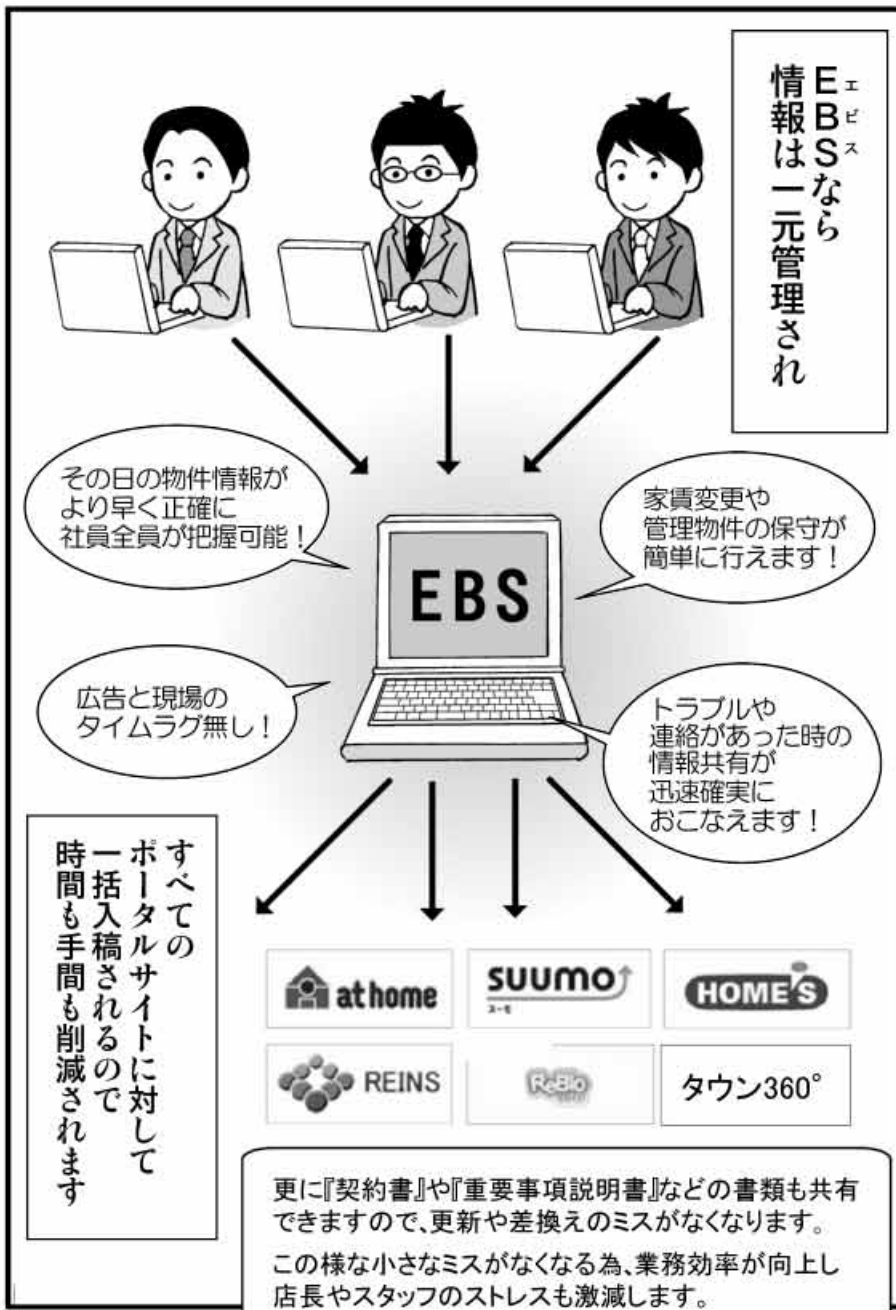 EBSなら
エビス
情報は一元管理され
その日の物件情報が
より早く正確に
社員全員が把握可能！
家賃変更や
管理物件の保守が
簡単に行えます！
EBS
広告と現場の
タイムラグ無し！
トラブルや
連絡があった時の
情報共有が
迅速確実に
おこなえます！
すべての
ポータルサイトに対して
一括入稿されるので
時間も手間も削減されます
at home
suumo
スーモ
HOME'S
REINS
ReBlo
タウン360°
更に『契約書』や『重要事項説明書』などの書類も共有
できますので、更新や差換えのミスがなくなります。
この様な小さなミスがなくなる為、業務効率が向上し
店長やスタッフのストレスも激減します。